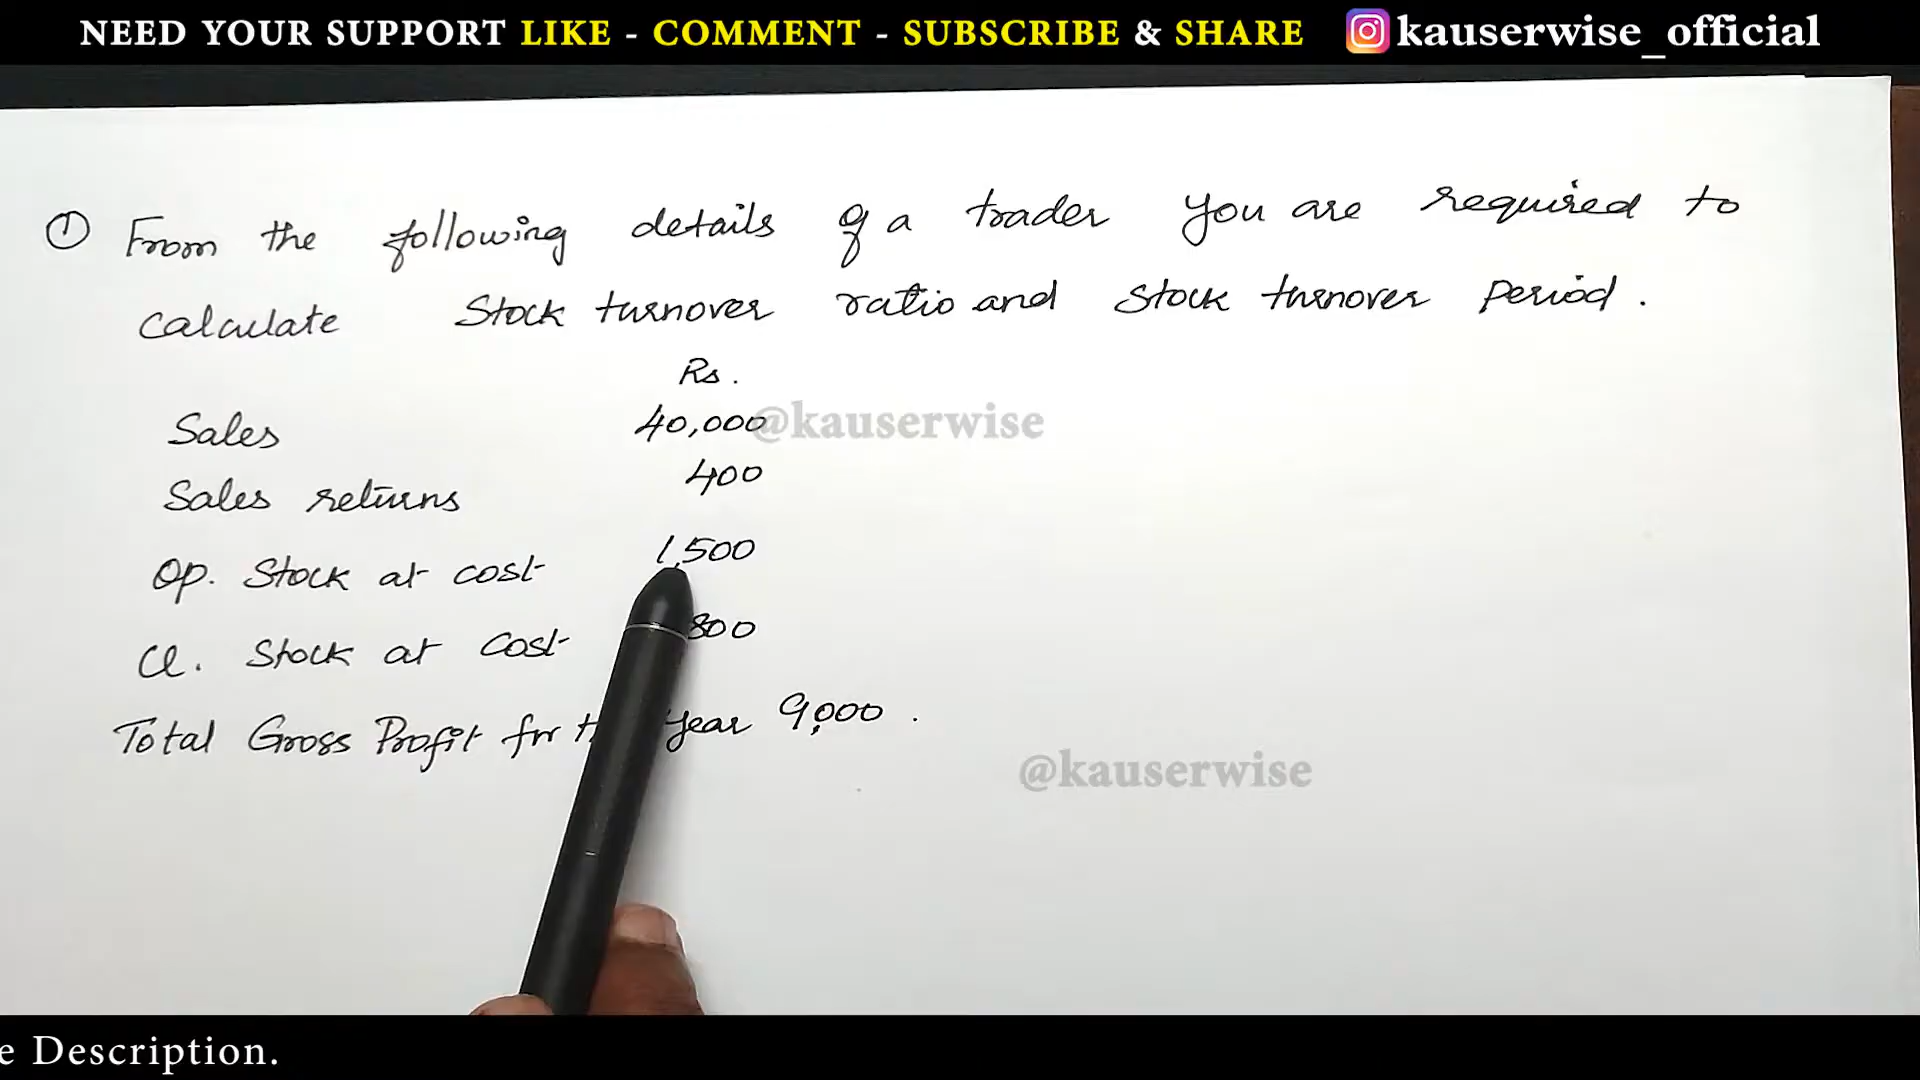 NEED YOUR SUPPORT LIKE - COMMENT - SUBSCRIBE & SHARE kauserwise_official
① From the following details of a trader you are required to
calculate Stock turnover ratio and Stock turnover period.
Rs.
Sales 40,000
@kauserwise
Sales returns 400
Op. Stock at cost 1,500
Cl. Stock at cost 800
Total Gross Profit for year 9,000.
@kauserwise
e Description.